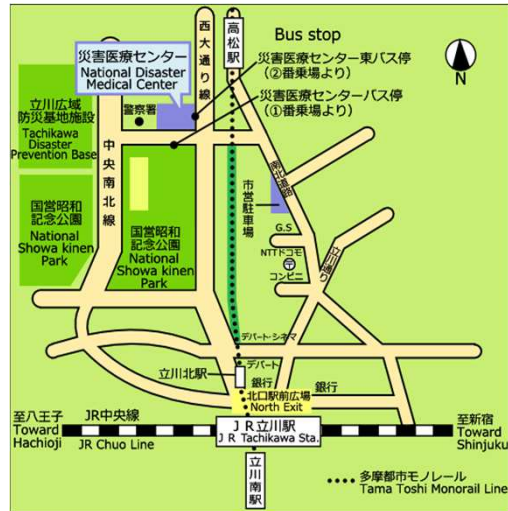 高松駅
西大通り線
災害医療センター
National Disaster
Medical Center
Bus stop
災害医療センター東バス停
(②番乗場より)
災害医療センターバス停
(①番乗場より)
N
立川広域
防災基地施設
Tachikawa
Disaster
Prevention Base
警察署
中央南北線
南北道路
市営駐車場
国営昭和
記念公園
National
Showa kinen
Park
国営昭和
記念公園
National
Showa kinen
Park
G.S
NTTドコモ
コンビニ
立川通り
デパート・シネマ
デパート
立川北駅
銀行
銀行
北口駅前広場
North Exit
至八王子
Toward
Hachioji
JR中央線
JR Chuo Line
JR立川駅
JR Tachikawa Sta.
至新宿
Toward
Shinjuku
立川南駅
多摩都市モノレール
Tama Toshi Monorail Line